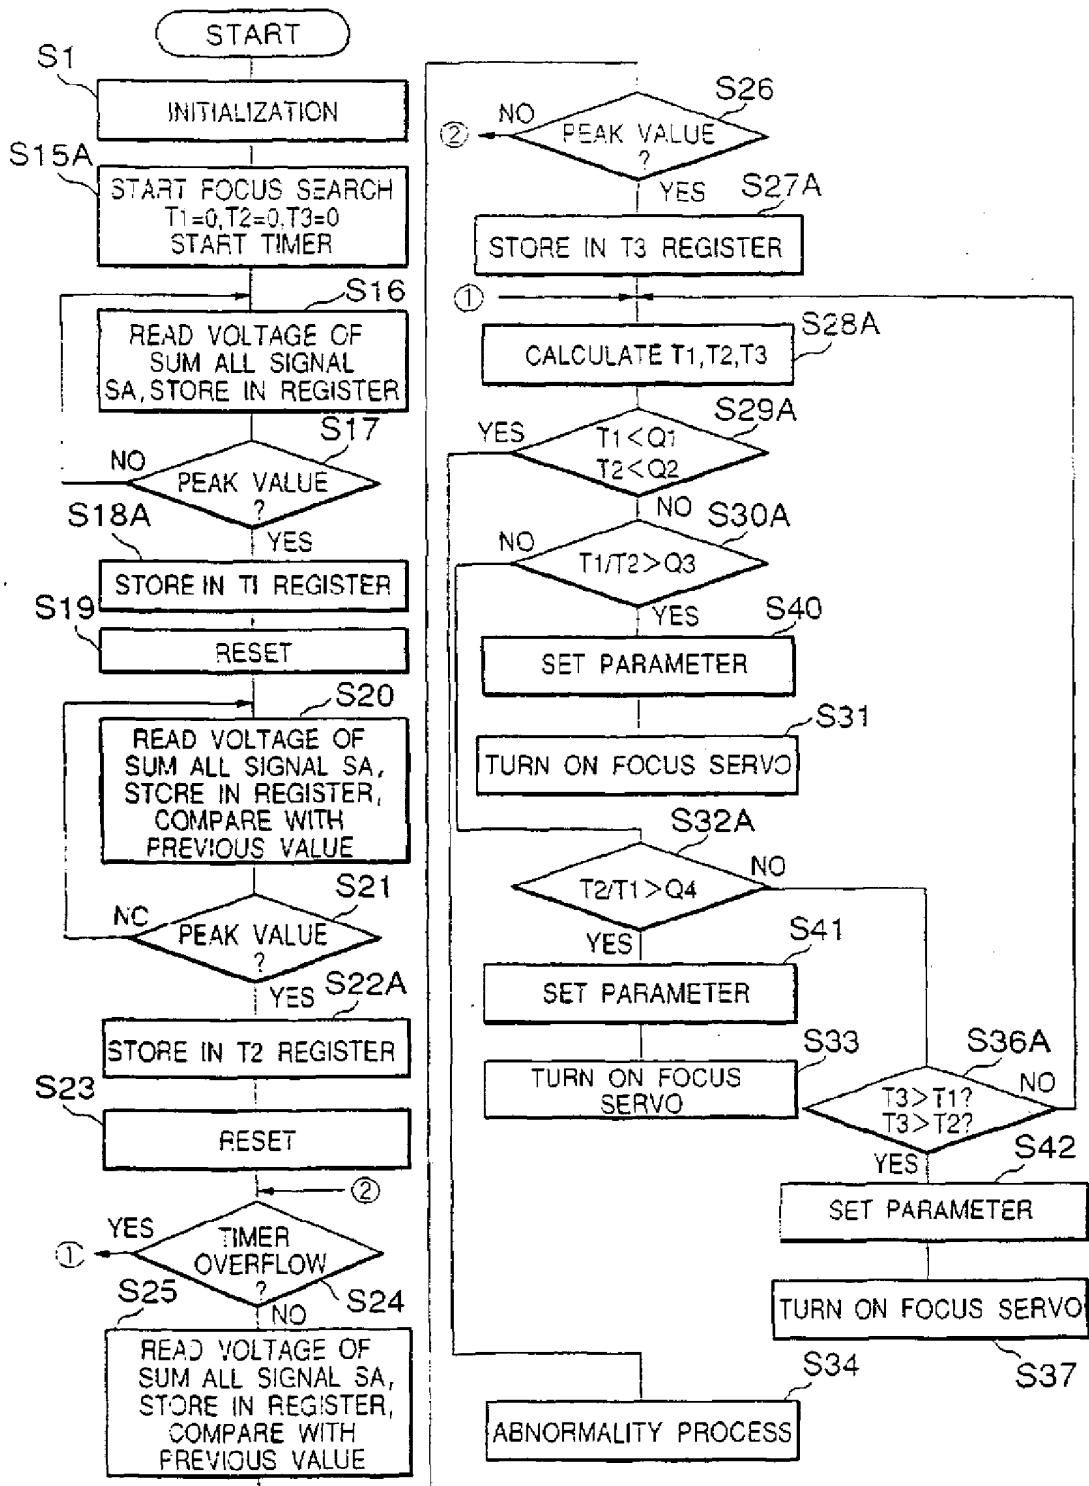 START
S1
INITIALIZATION
S15A
START FOCUS SEARCH
T1=0,T2=0,T3=0
START TIMER
S16
READ VOLTAGE OF
SUM ALL SIGNAL
SA, STORE IN REGISTER
S17
NO
PEAK VALUE
?
S18A
YES
STORE IN T1 REGISTER
S19
RESET
S20
READ VOLTAGE OF
SUM ALL SIGNAL SA,
STORE IN REGISTER,
COMPARE WITH
PREVIOUS VALUE
S21
NO
PEAK VALUE
?
YES
S22A
STORE IN T2 REGISTER
S23
RESET
②
YES
TIMER
OVERFLOW
?
①
S24
S25
NO
READ VOLTAGE OF
SUM ALL SIGNAL SA,
STORE IN REGISTER,
COMPARE WITH
PREVIOUS VALUE
S26
NO
②
PEAK VALUE
?
YES
S27A
STORE IN T3 REGISTER
①
S28A
CALCULATE T1,T2,T3
S29A
YES
T1<Q1
T2<Q2
NO
S30A
NO
T1/T2>Q3
YES
S40
SET PARAMETER
S31
TURN ON FOCUS SERVO
S32A
NO
T2/T1>Q4
YES
S41
SET PARAMETER
S33
TURN ON FOCUS
SERVO
S36A
NO
T3>T1?
T3>T2?
YES
S42
SET PARAMETER
TURN ON FOCUS SERVO
S37
S34
ABNORMALITY PROCESS